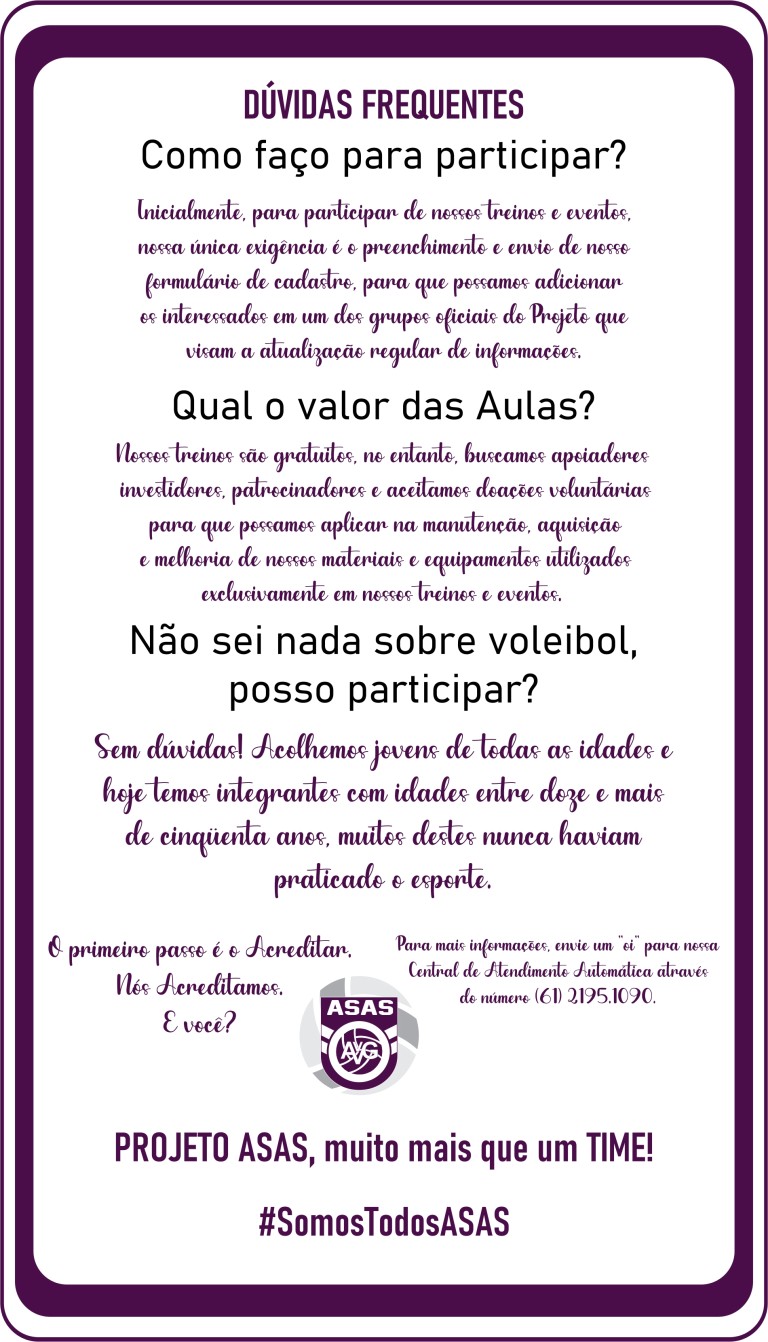 DÚVIDAS FREQUENTES
Como faço para participar?
Inicialmente, para participar de nossos treinos e eventos,
nossa única exigência é o preenchimento e envio de nosso
formulário de cadastro, para que possamos adicionar
os interessados em um dos grupos oficiais do Projeto que
visam a atualização regular de informações.
Qual o valor das Aulas?
Nossos treinos são gratuitos, no entanto, buscamos apoiadores
investidores, patrocinadores e aceitamos doações voluntárias
para que possamos aplicar na manutenção, aquisição
e melhoria de nossos materiais e equipamentos utilizados
exclusivamente em nossos treinos e eventos.
Não sei nada sobre voleibol,
posso participar?
Sem dúvidas! Acolhemos jovens de todas as idades e
hoje temos integrantes com idades entre doze e mais
de cinqüenta anos, muitos destes nunca haviam
praticado o esporte.
O primeiro passo é o Acreditar.
Nós Acreditamos.
E você?
Para mais informações, envie um "oi" para nossa
Central de Atendimento Automática através
do número (61) 2195.1090.
ASAS
AVG
PROJETO ASAS, muito mais que um TIME!
#SomosTodosASAS